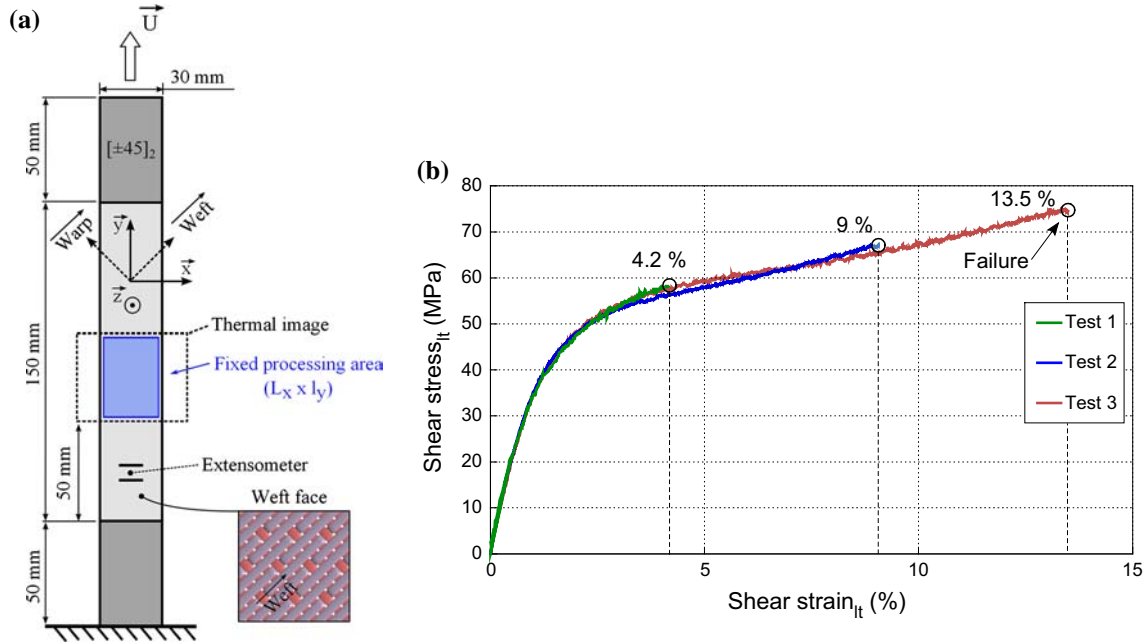 (a)
U
30 mm
50 mm
[±45]₂
Warp
y
Weft
x
z
150 mm
Thermal image
Fixed processing area
(Lx x ly)
50 mm
Extensometer
Weft face
Weft
50 mm
(b)
80
70
60
50
40
30
20
10
0
Shear stress_lt (MPa)
4.2 %
9 %
13.5 %
Failure
Test 1
Test 2
Test 3
0
5
10
15
Shear strain_lt (%)